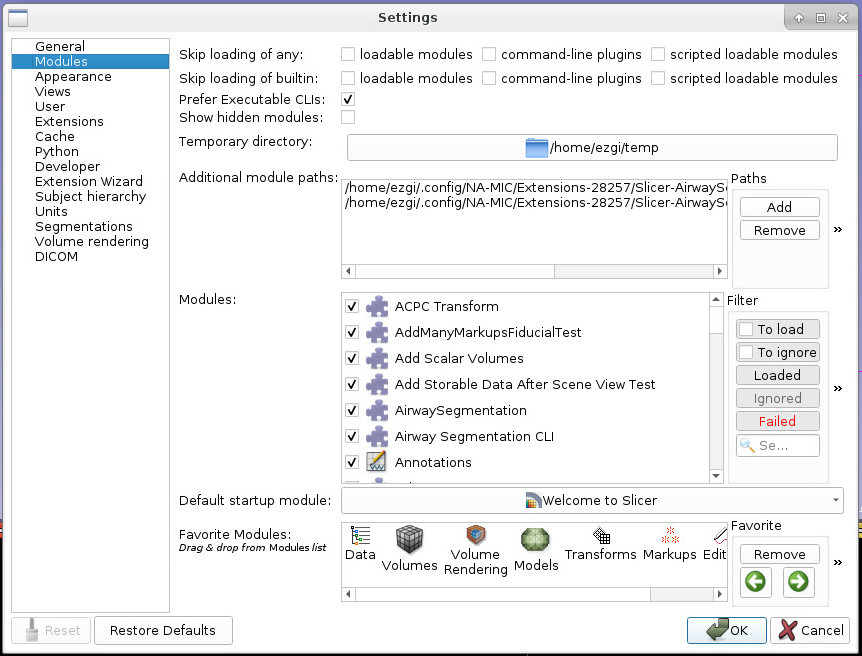 Settings
General
Modules
Appearance
Views
User
Extensions
Cache
Python
Developer
Extension Wizard
Subject hierarchy
Units
Segmentations
Volume rendering
DICOM
Skip loading of any: loadable modules command-line plugins scripted loadable modules
Skip loading of builtin: loadable modules command-line plugins scripted loadable modules
Prefer Executable CLIs:
Show hidden modules:
Temporary directory: /home/ezgi/temp
Additional module paths:
/home/ezgi/.config/NA-MIC/Extensions-28257/Slicer-AirwayS
/home/ezgi/.config/NA-MIC/Extensions-28257/Slicer-AirwayS
Paths
Add
Remove
»
Modules:
ACPC Transform
AddManyMarkupsFiducialTest
Add Scalar Volumes
Add Storable Data After Scene View Test
AirwaySegmentation
Airway Segmentation CLI
Annotations
Filter
To load
To ignore
Loaded
Ignored
Failed
Se...
»
Default startup module: Welcome to Slicer
Favorite Modules:
Drag & drop from Modules list
Data
Volumes
Volume
Rendering
Models
Transforms
Markups
Edit
Favorite
Remove
»
Reset
Restore Defaults
OK
Cancel